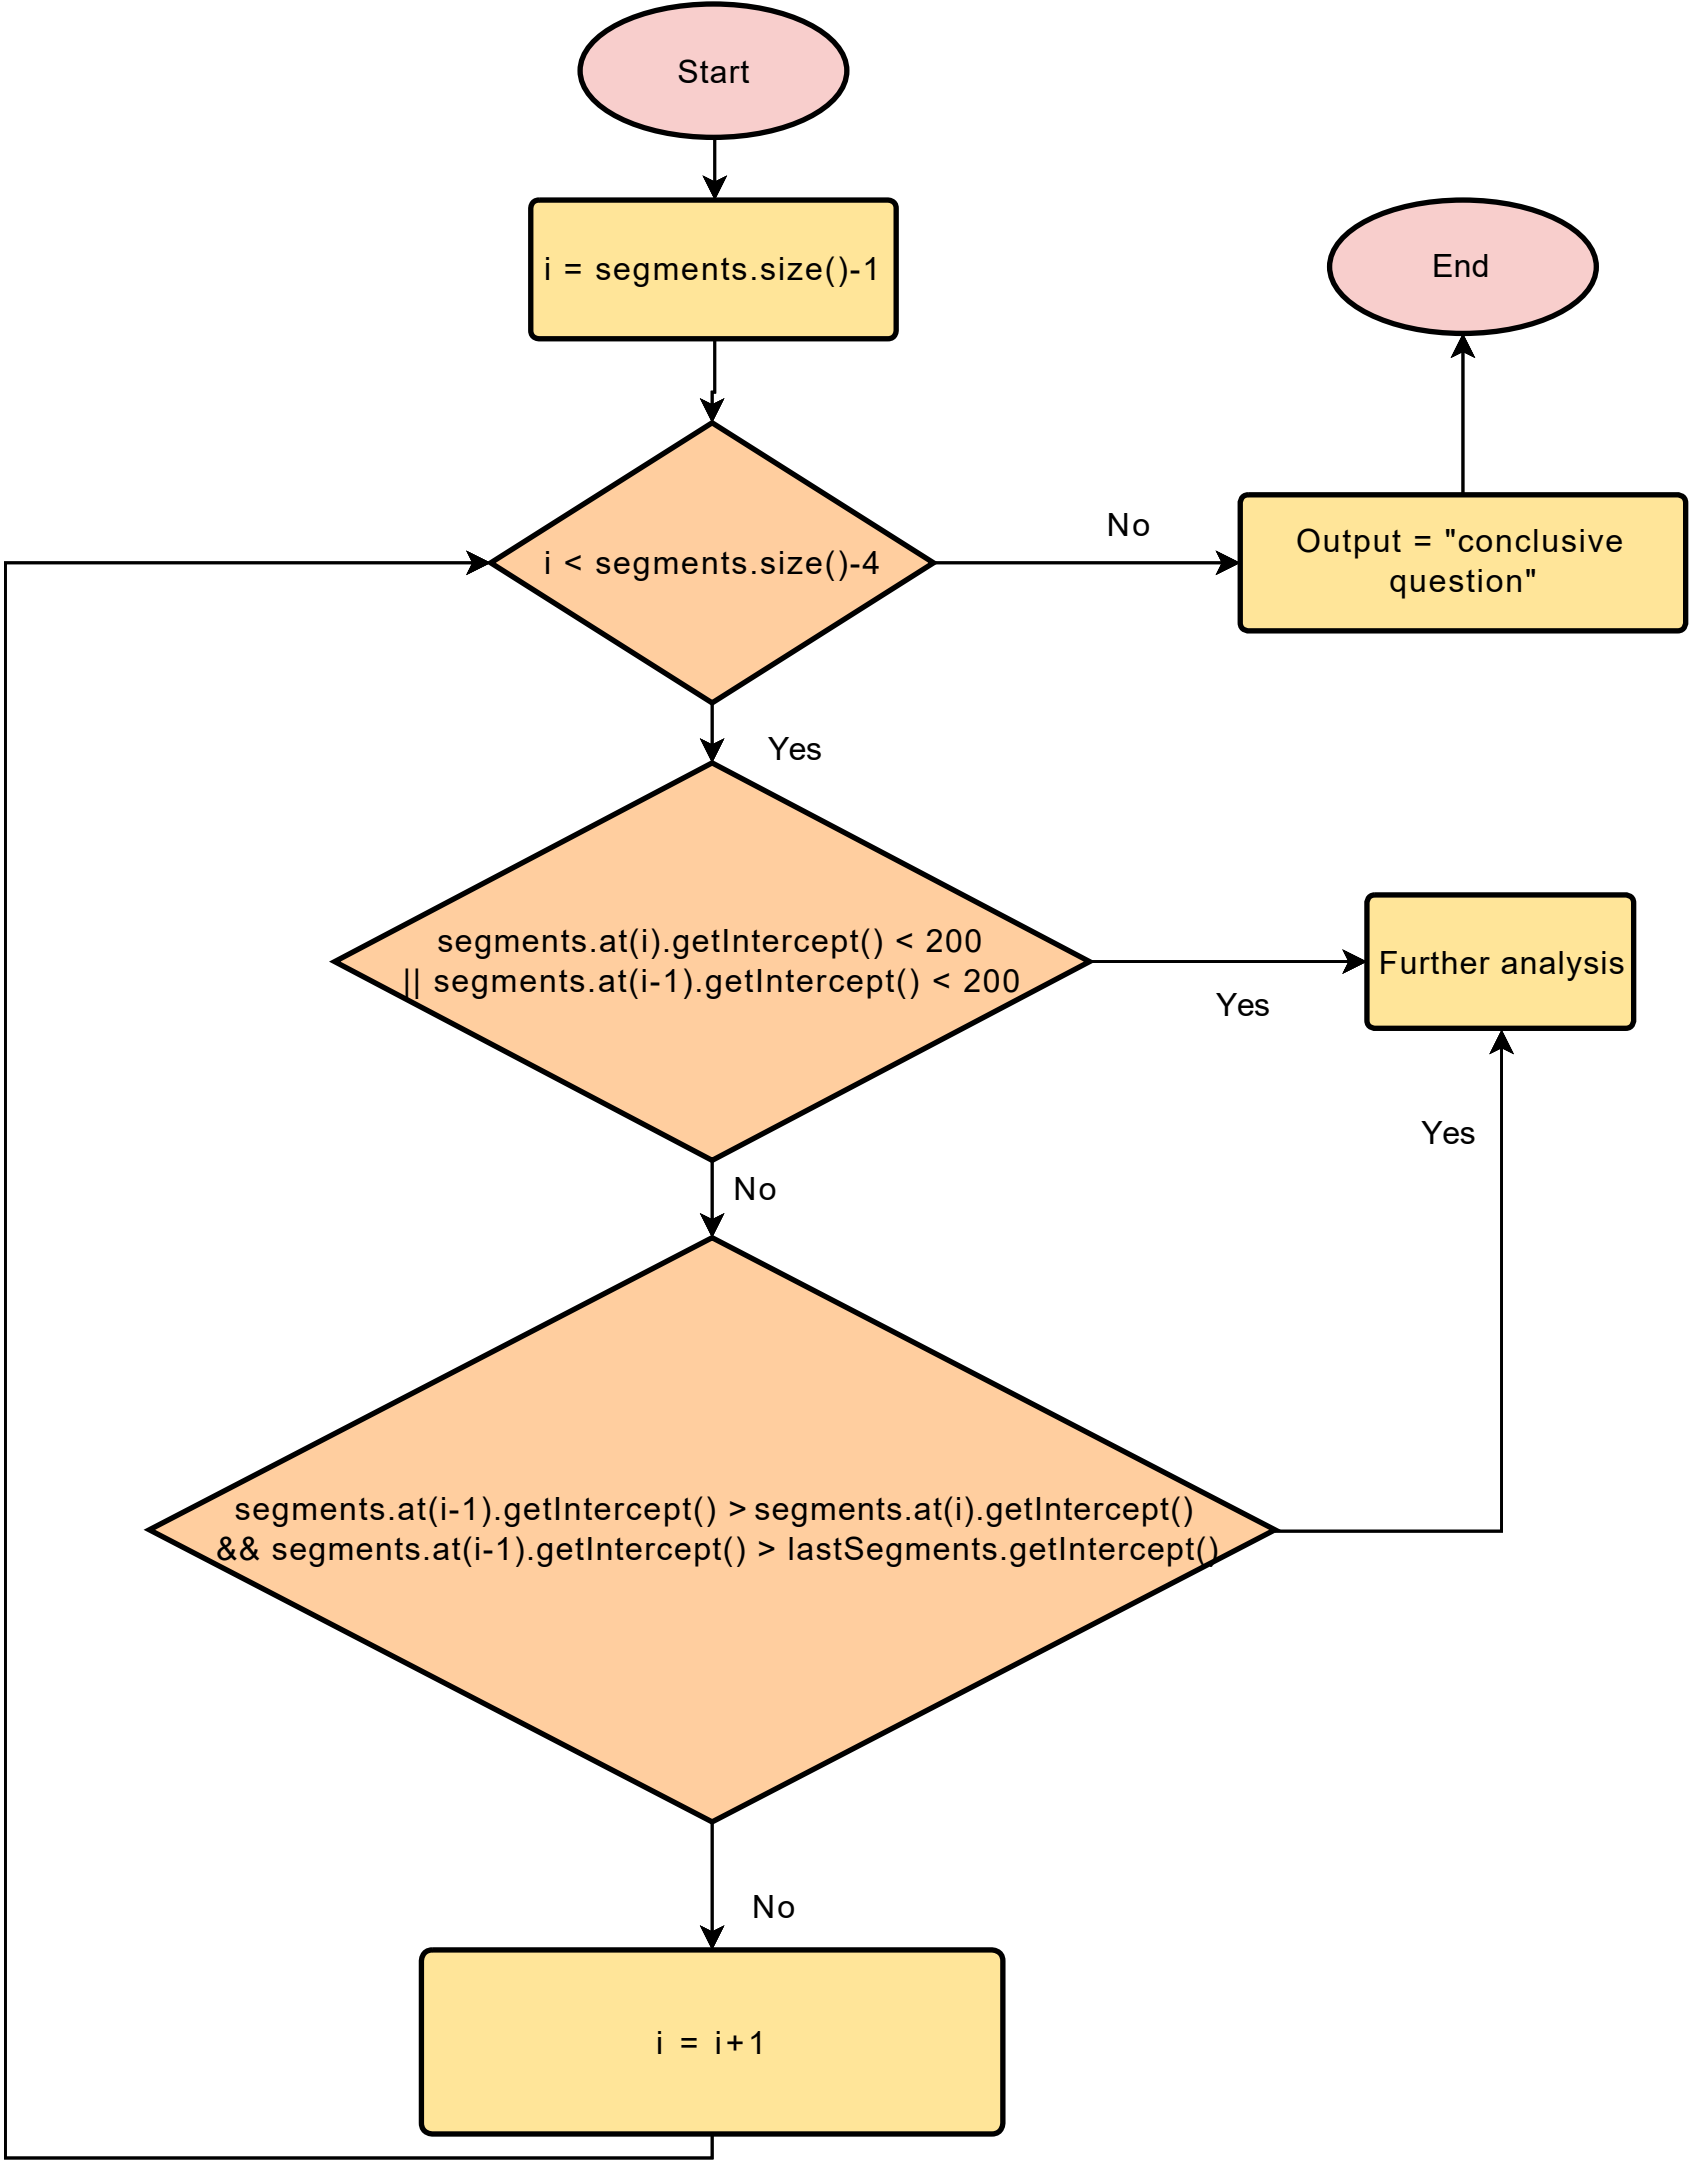 Start
i = segments.size()-1
End
i < segments.size()-4
No
Output = "conclusive
question"
Yes
segments.at(i).getIntercept() < 200
|| segments.at(i-1).getIntercept() < 200
Further analysis
Yes
Yes
No
segments.at(i-1).getIntercept() > segments.at(i).getIntercept()
&& segments.at(i-1).getIntercept() > lastSegments.getIntercept()
No
i = i+1